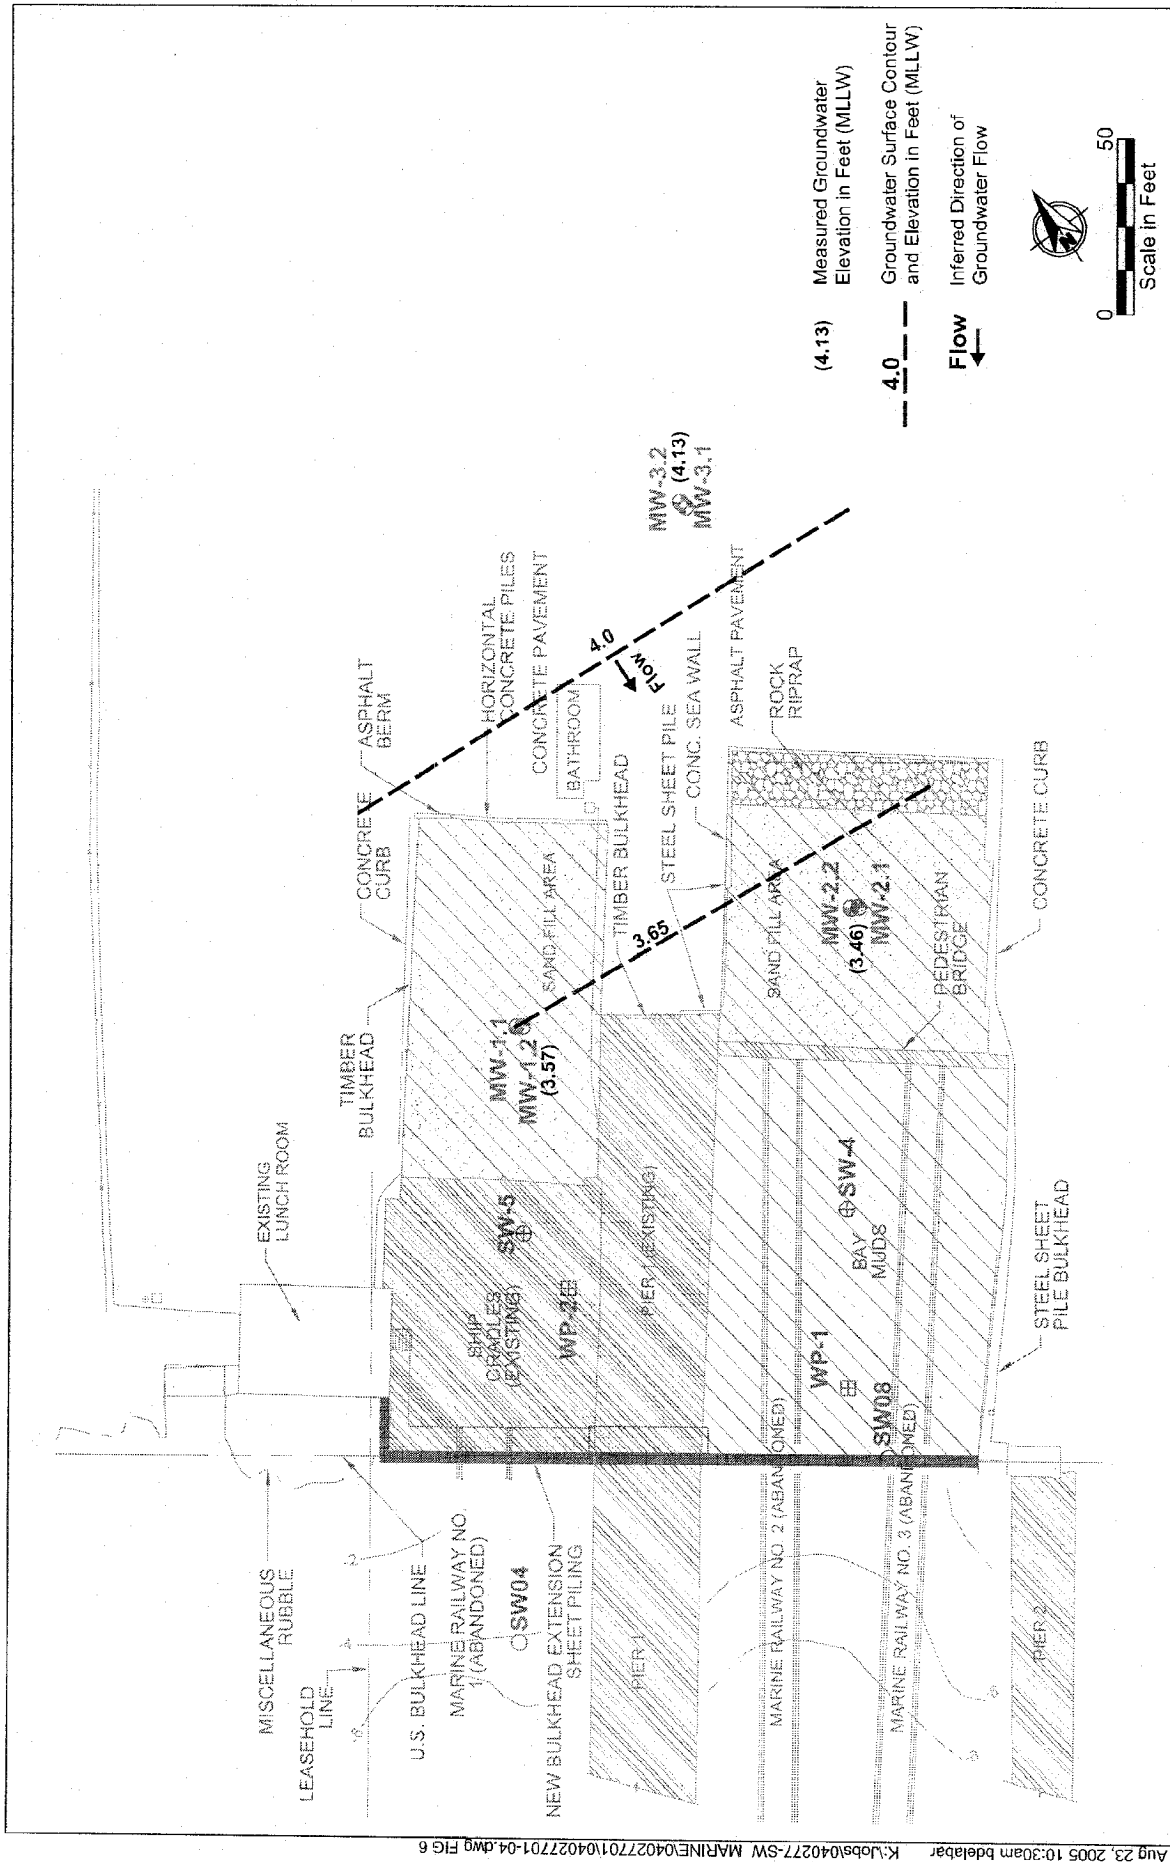 MISCELLANEOUS
RUBBLE
EXISTING
LUNCH ROOM
LEASEHOLD
LINE
U.S. BULKHEAD LINE
MARINE RAILWAY NO.
1 (ABANDONED)
SW04
NEW BULKHEAD EXTENSION
SHEET PILING
TIMBER
BULKHEAD
CONCRETE
CURB
ASPHALT
BERM
HORIZONTAL
CONCRETE PILES
CONCRETE PAVEMENT
BATHROOM
SHIP
CRADLES
(EXISTING)
SW-5
WP-2
MW-1.1
MW-1.2
(3.57)
SAND FILL AREA
TIMBER BULKHEAD
STEEL SHEET PILE
CONC. SEA WALL
ASPHALT PAVEMENT
ROCK
RIPRAP
4.0
Flow
3.65
MW-3.2
(4.13)
MW-3.1
PIER 1
PIER 1 (EXISTING)
MARINE RAILWAY NO. 2 (ABANDONED)
WP-1
BAY
MUDS
SW-4
SAND FILL AREA
MW-2.2
(3.46)
MW-2.1
PEDESTRIAN
BRIDGE
SW08
MARINE RAILWAY NO. 3 (ABANDONED)
PIER 2
STEEL SHEET
PILE BULKHEAD
CONCRETE CURB
(4.13)
Measured Groundwater
Elevation in Feet (MLLW)
4.0
Groundwater Surface Contour
and Elevation in Feet (MLLW)
Flow
Inferred Direction of
Groundwater Flow
N
0
50
Scale in Feet
Aug 23, 2005 10:30am bdelabar K:\Jobs\040277-SW_MARINE\04027701\04027701-04.dwg FIG 6